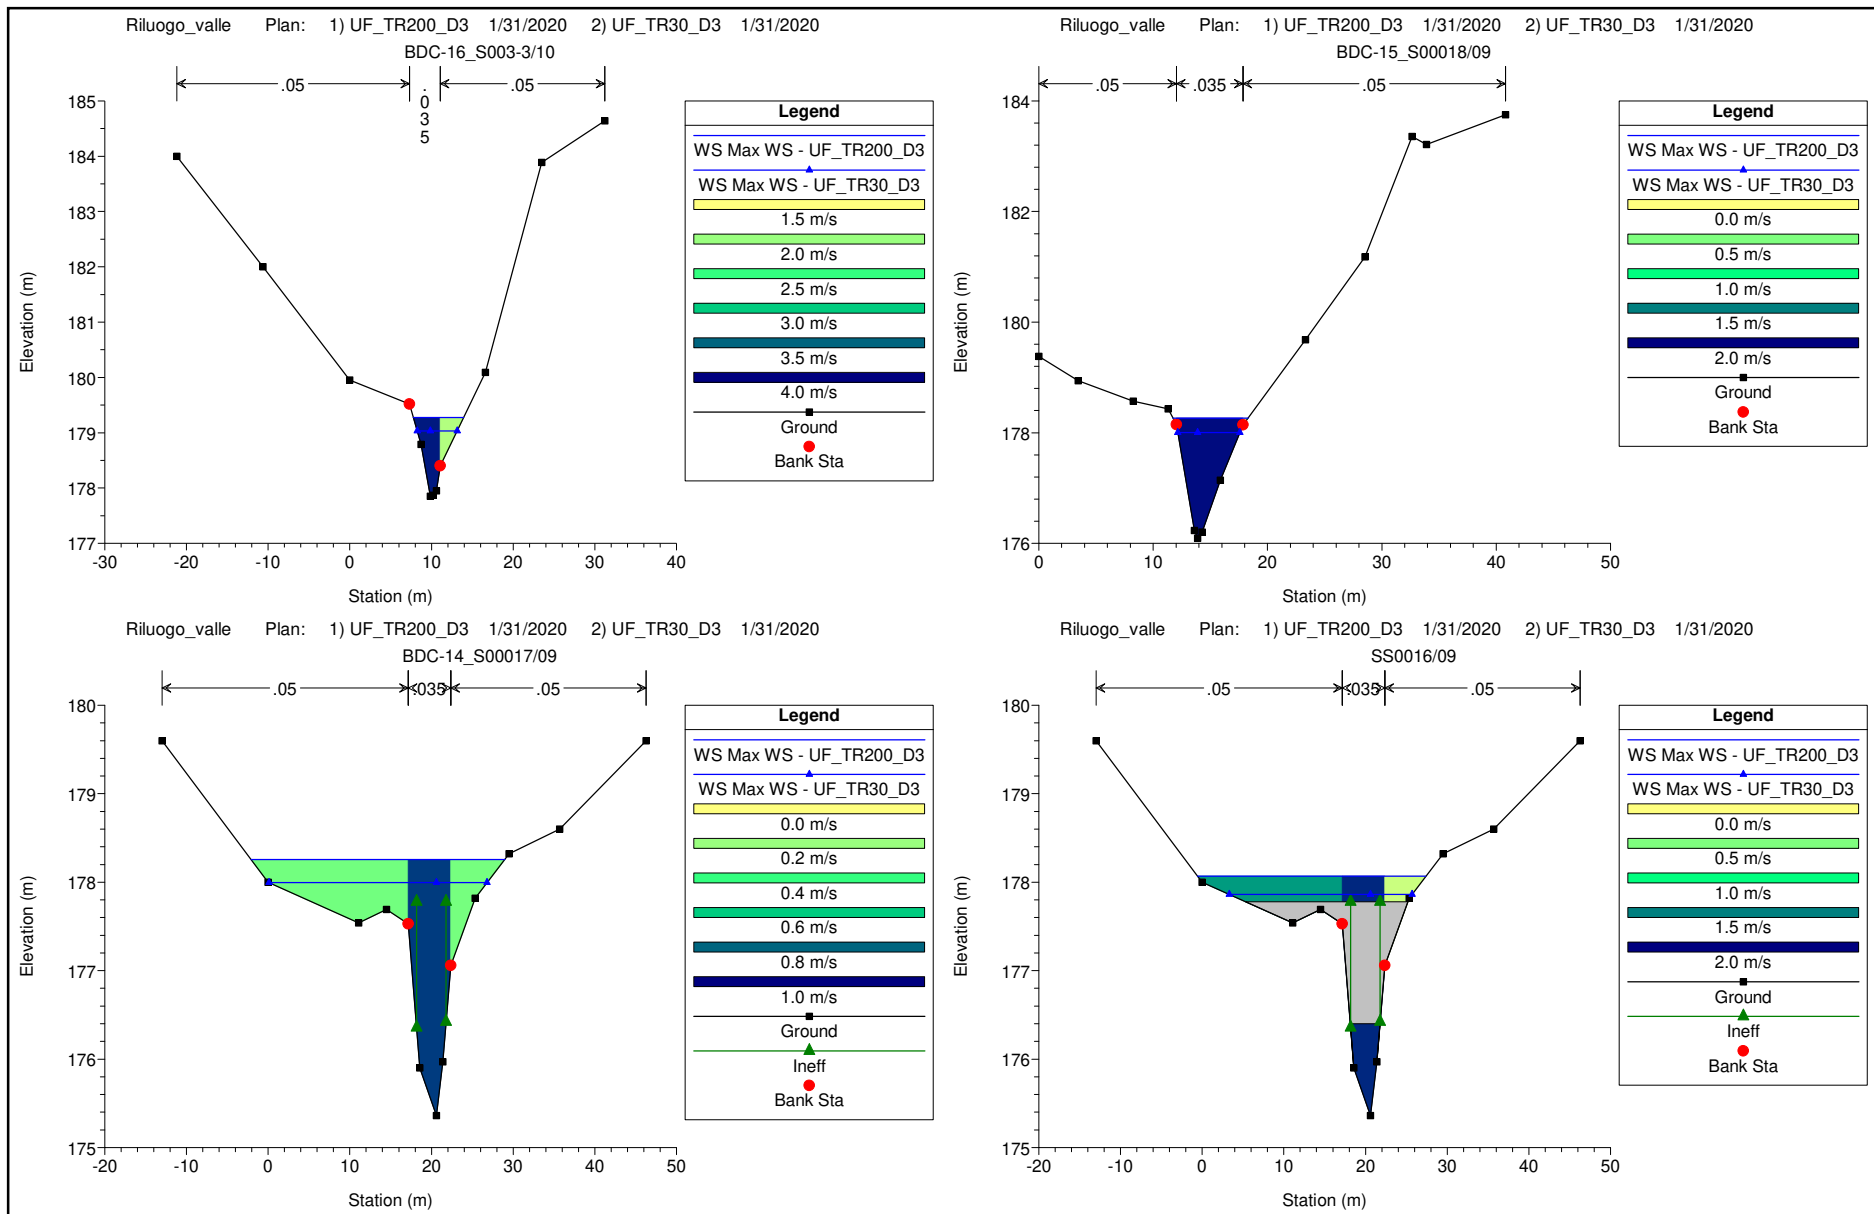 Riluogo_valle Plan: 1) UF_TR200_D3 1/31/2020 2) UF_TR30_D3 1/31/2020
BDC-16_S003-3/10
.05 .035 .05
185
184
183
182
181
180
179
178
177
-30 -20 -10 0 10 20 30 40
Elevation (m)
Station (m)
Legend
WS Max WS - UF_TR200_D3
WS Max WS - UF_TR30_D3
1.5 m/s
2.0 m/s
2.5 m/s
3.0 m/s
3.5 m/s
4.0 m/s
Ground
Bank Sta
Riluogo_valle Plan: 1) UF_TR200_D3 1/31/2020 2) UF_TR30_D3 1/31/2020
BDC-15_S00018/09
.05 .035 .05
184
182
180
178
176
0 10 20 30 40 50
Elevation (m)
Station (m)
Legend
WS Max WS - UF_TR200_D3
WS Max WS - UF_TR30_D3
0.0 m/s
0.5 m/s
1.0 m/s
1.5 m/s
2.0 m/s
Ground
Bank Sta
Riluogo_valle Plan: 1) UF_TR200_D3 1/31/2020 2) UF_TR30_D3 1/31/2020
BDC-14_S00017/09
.05 .035 .05
180
179
178
177
176
175
-20 -10 0 10 20 30 40 50
Elevation (m)
Station (m)
Legend
WS Max WS - UF_TR200_D3
WS Max WS - UF_TR30_D3
0.0 m/s
0.2 m/s
0.4 m/s
0.6 m/s
0.8 m/s
1.0 m/s
Ground
Ineff
Bank Sta
Riluogo_valle Plan: 1) UF_TR200_D3 1/31/2020 2) UF_TR30_D3 1/31/2020
SS0016/09
.05 .035 .05
180
179
178
177
176
175
-20 -10 0 10 20 30 40 50
Elevation (m)
Station (m)
Legend
WS Max WS - UF_TR200_D3
WS Max WS - UF_TR30_D3
0.0 m/s
0.5 m/s
1.0 m/s
1.5 m/s
2.0 m/s
Ground
Ineff
Bank Sta